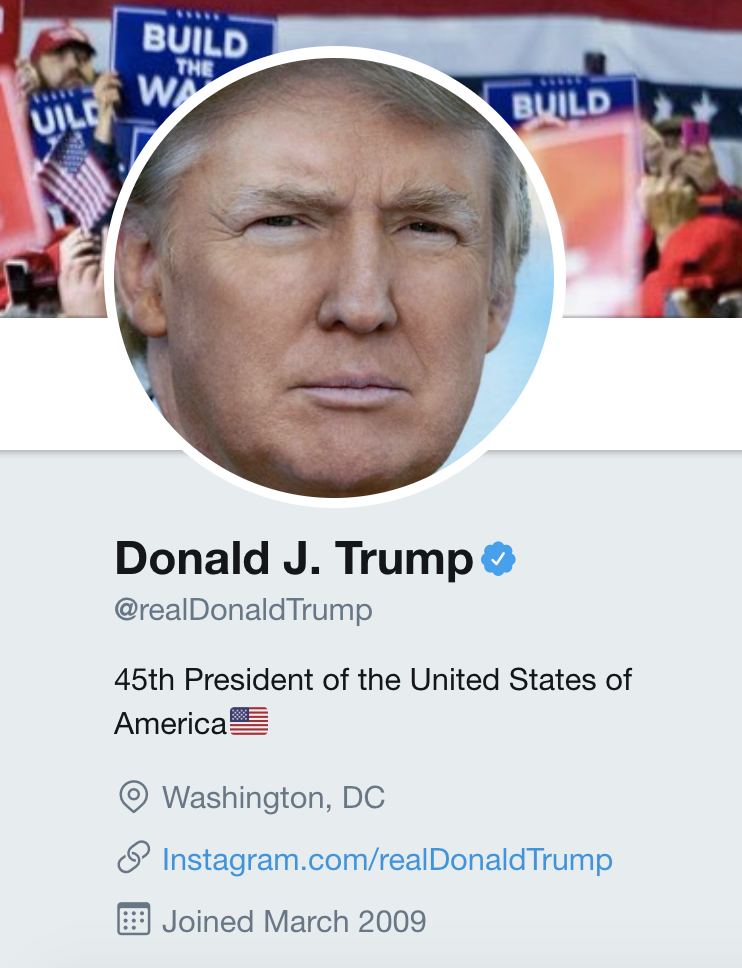 BUILD
THE
WA
UILD
BUILD
Donald J. Trump
@realDonaldTrump
45th President of the United States of
America🇺🇸
Washington, DC
Instagram.com/realDonaldTrump
Joined March 2009